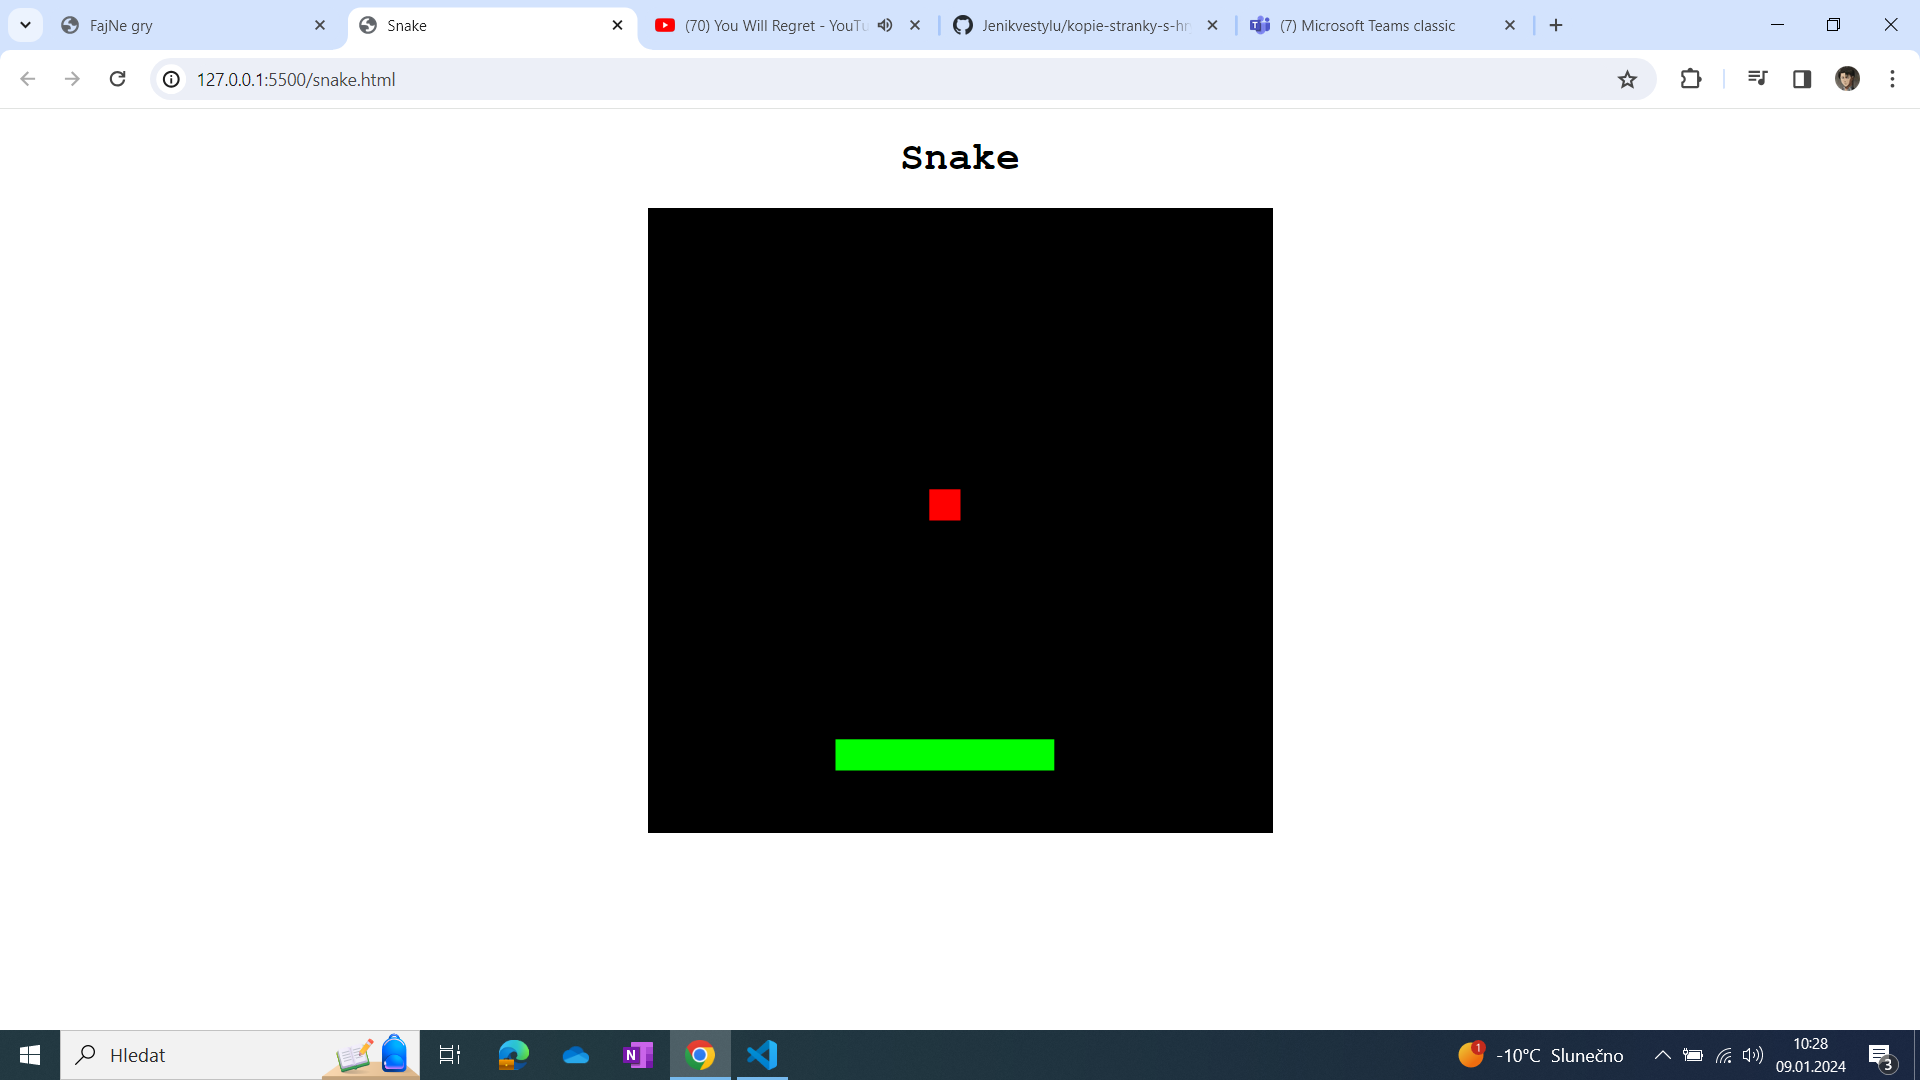 FajNe gry
Snake
(70) You Will Regret - YouTu
Jenikvestylu/kopie-stranky-s-hr
(7) Microsoft Teams classic
127.0.0.1:5500/snake.html
Snake
Hledat
N
1
-10°C Slunečno
10:28
09.01.2024
3